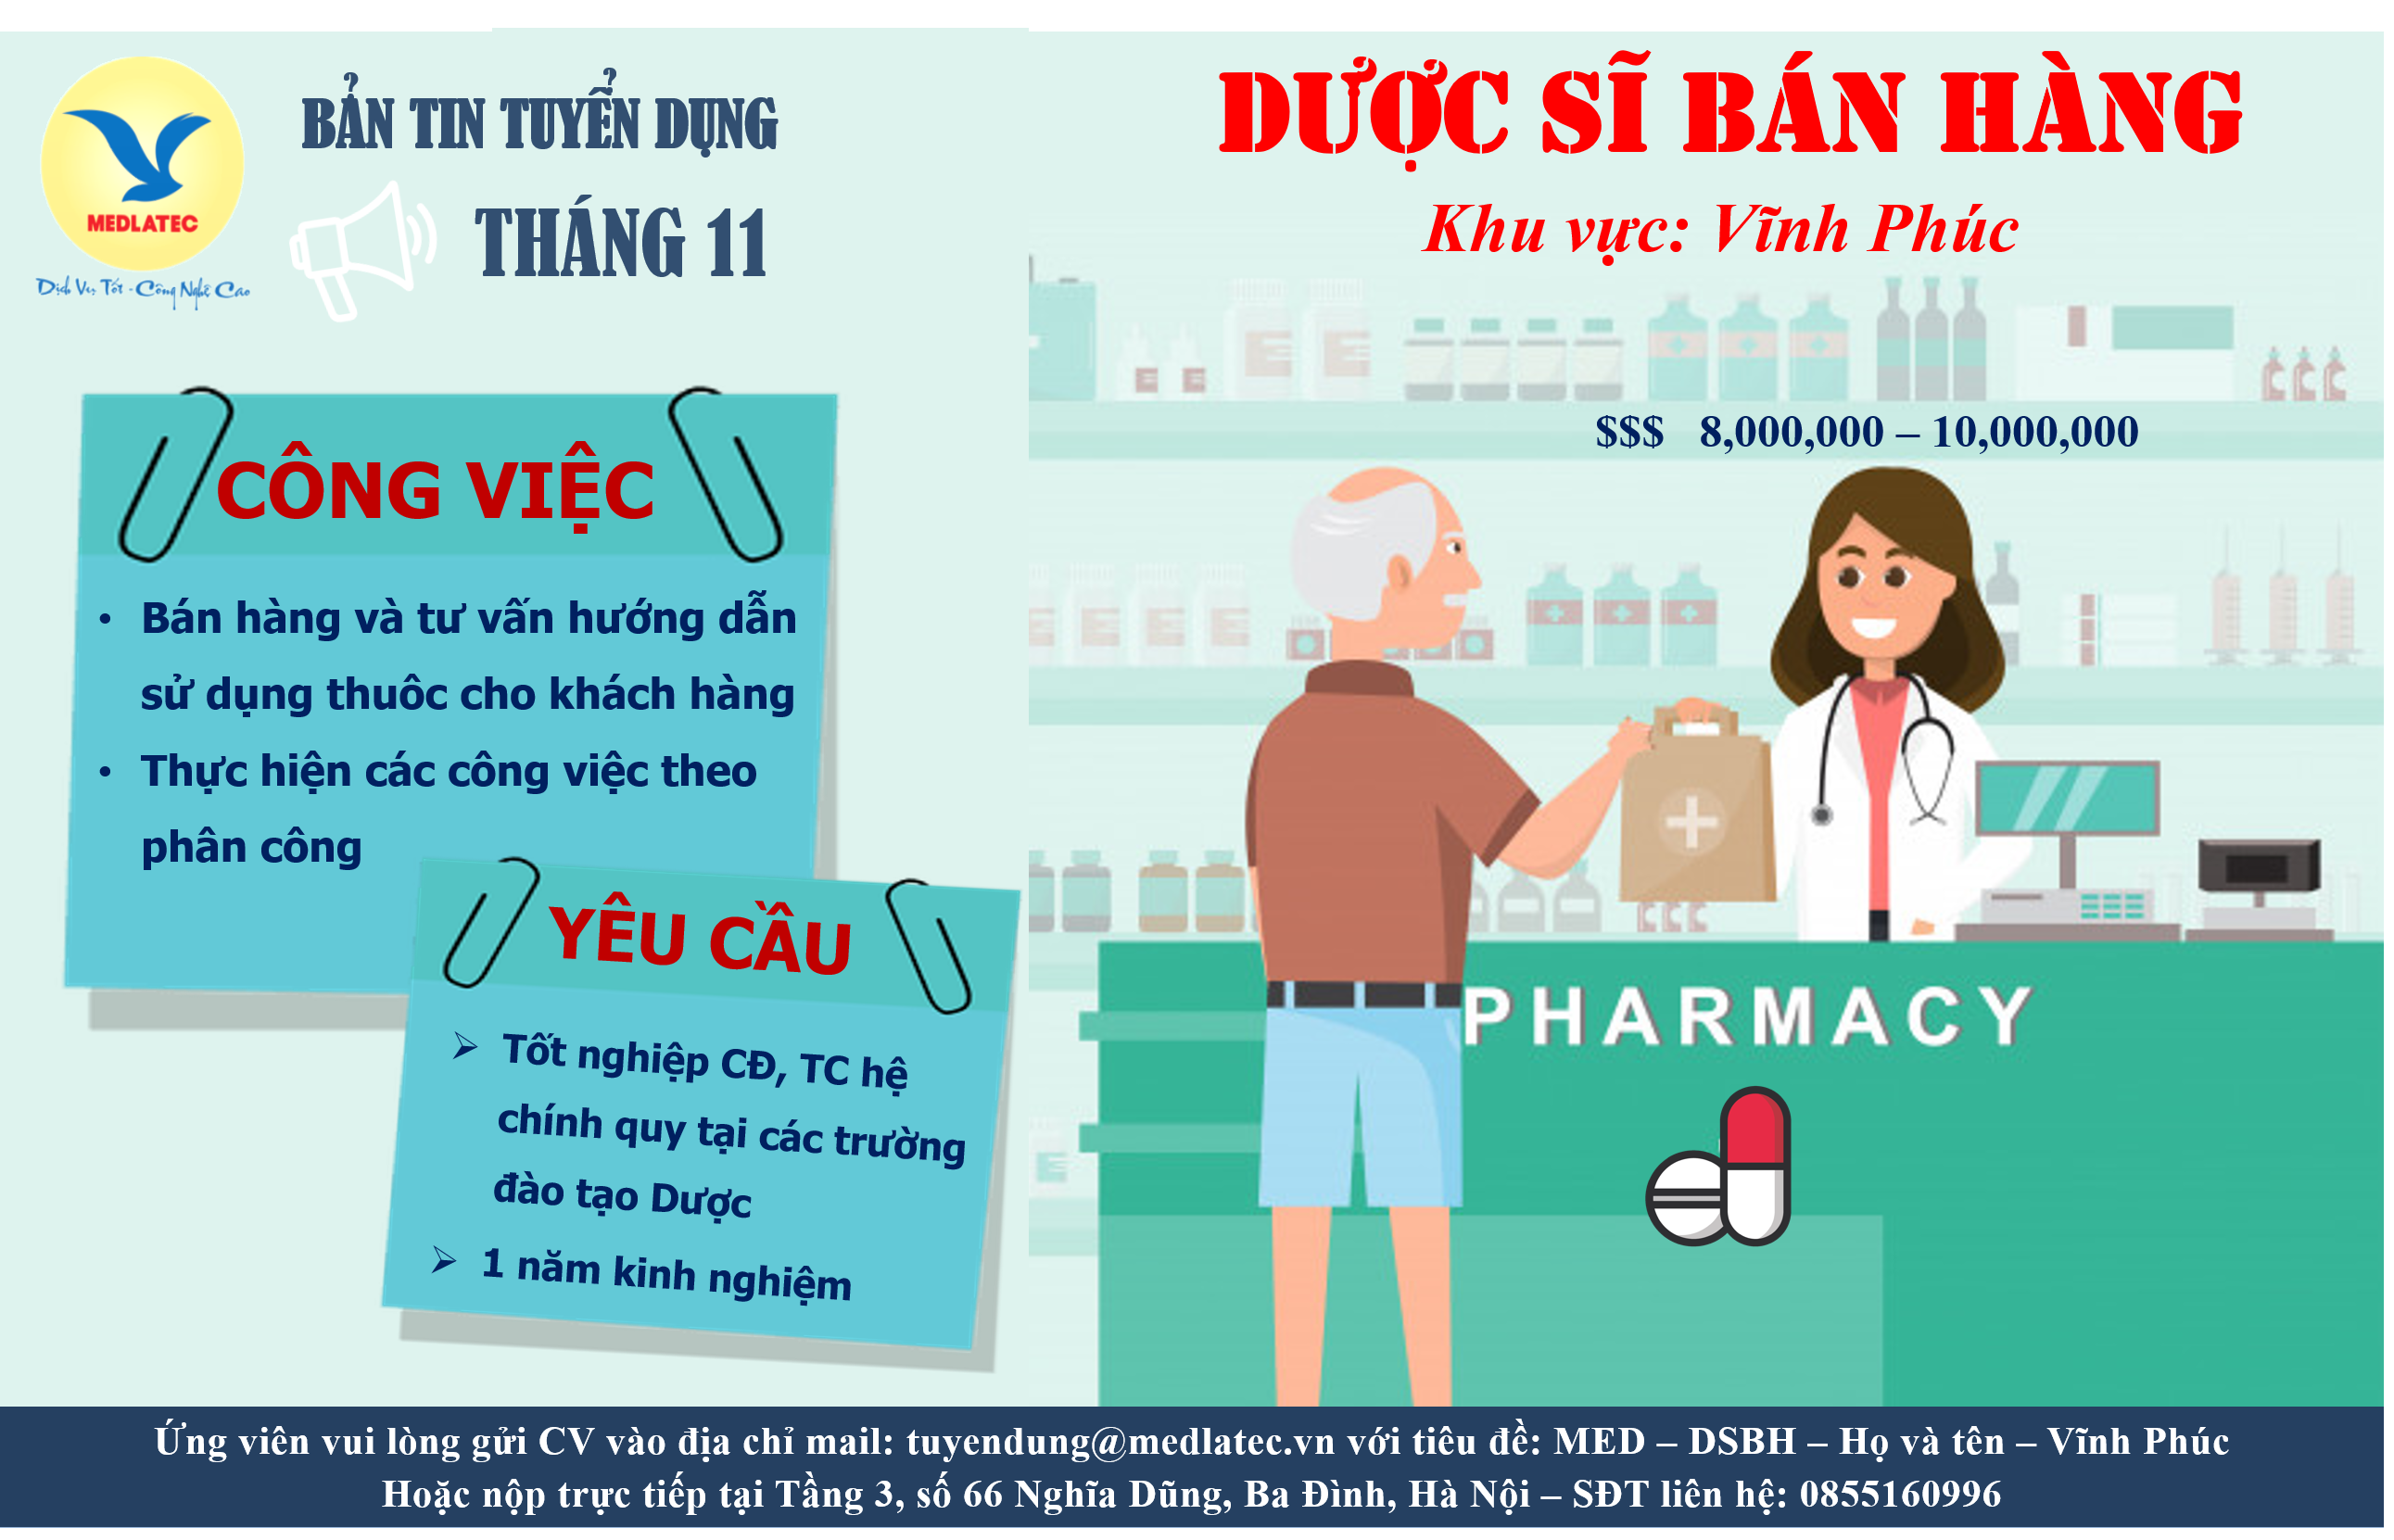 MEDLATEC
Dịch Vụ Tốt - Công Nghệ Cao
BẢN TIN TUYỂN DỤNG
THÁNG 11
DƯỢC SĨ BÁN HÀNG
Khu vực: Vĩnh Phúc
$$$ 8,000,000 – 10,000,000
CÔNG VIỆC
• Bán hàng và tư vấn hướng dẫn
sử dụng thuôc cho khách hàng
• Thực hiện các công việc theo
phân công
YÊU CẦU
➢ Tốt nghiệp CĐ, TC hệ
chính quy tại các trường
đào tạo Dược
➢ 1 năm kinh nghiệm
PHARMACY
Ứng viên vui lòng gửi CV vào địa chỉ mail: tuyendung@medlatec.vn với tiêu đề: MED – DSBH – Họ và tên – Vĩnh Phúc
Hoặc nộp trực tiếp tại Tầng 3, số 66 Nghĩa Dũng, Ba Đình, Hà Nội – SĐT liên hệ: 0855160996